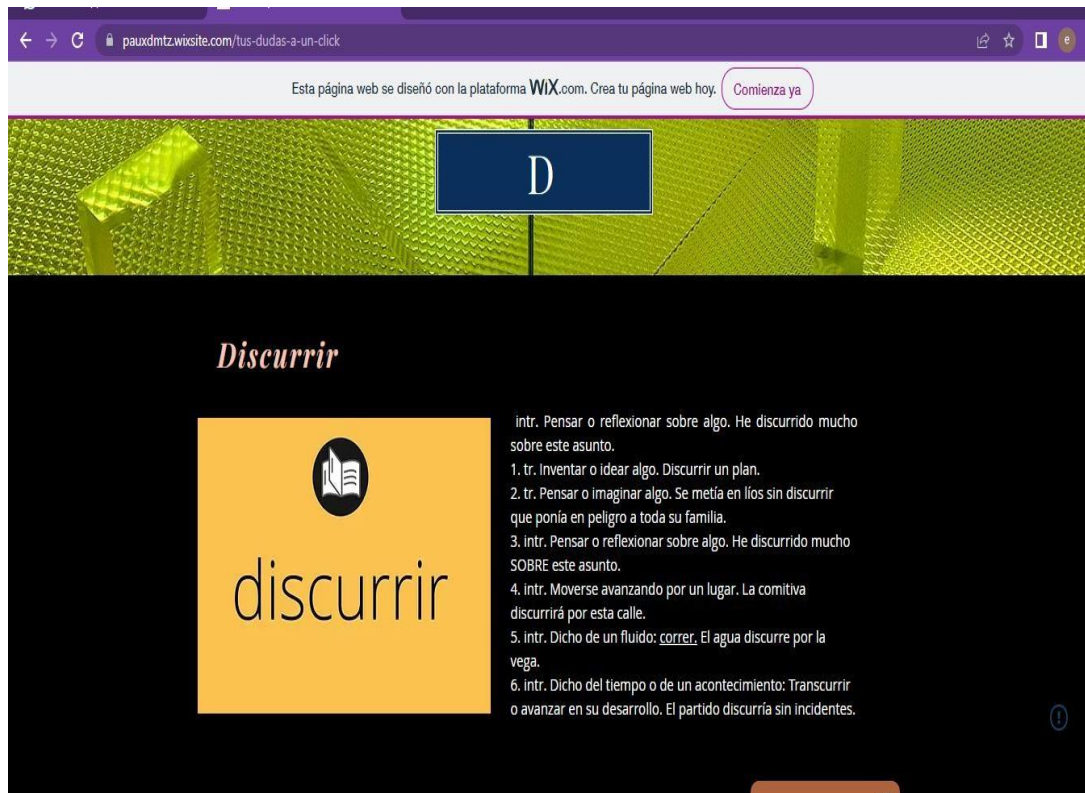 pauxdmtz.wixsite.com/tus-dudas-a-un-click
e
Esta página web se diseñó con la plataforma WiX.com. Crea tu página web hoy.
Comienza ya
D
Discurrir
discurrir
intr. Pensar o reflexionar sobre algo. He discurrido mucho
sobre este asunto.
1. tr. Inventar o idear algo. Discurrir un plan.
2. tr. Pensar o imaginar algo. Se metía en líos sin discurrir
que ponía en peligro a toda su familia.
3. intr. Pensar o reflexionar sobre algo. He discurrido mucho
SOBRE este asunto.
4. intr. Moverse avanzando por un lugar. La comitiva
discurrirá por esta calle.
5. intr. Dicho de un fluido: correr. El agua discurre por la
vega.
6. intr. Dicho del tiempo o de un acontecimiento: Transcurrir
o avanzar en su desarrollo. El partido discurría sin incidentes.